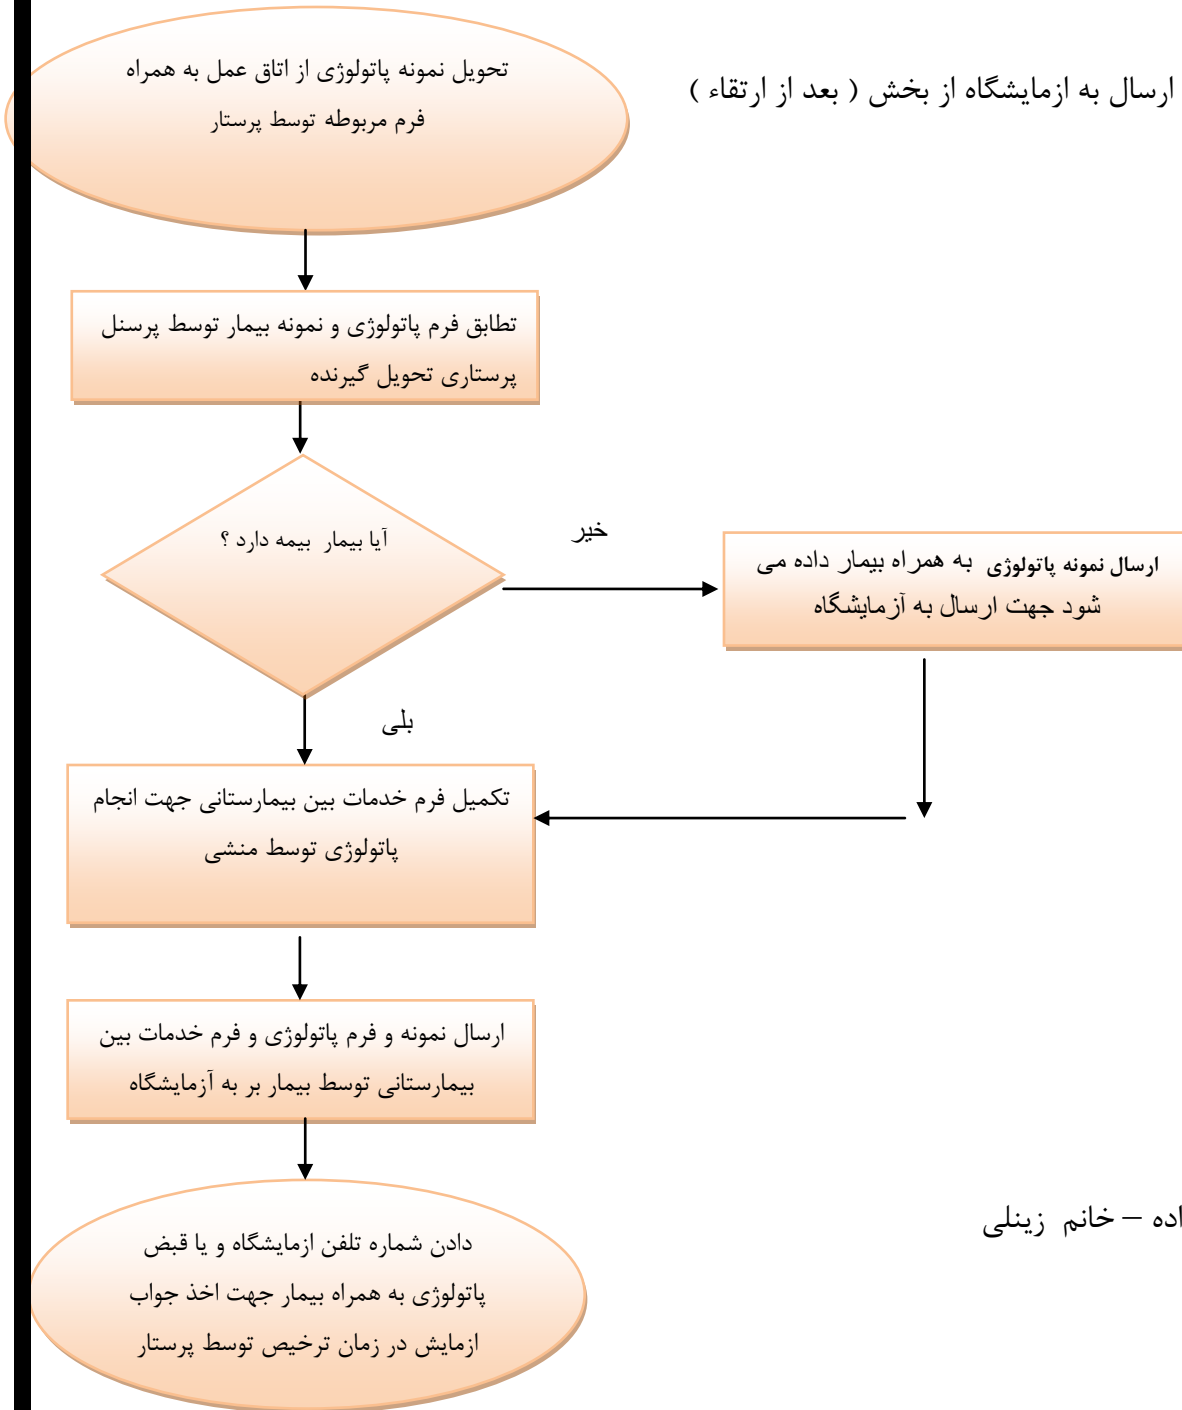 ارسال به ازمایشگاه از بخش ( بعد از ارتقاء )
تحویل نمونه پاتولوژی از اتاق عمل به همراه
فرم مربوطه توسط پرستار
تطابق فرم پاتولوژی و نمونه بیمار توسط پرسنل
پرستاری تحویل گیرنده
آیا بیمار بیمه دارد ؟
خیر
ارسال نمونه پاتولوژی به همراه بیمار داده می
شود جهت ارسال به آزمایشگاه
بلی
تکمیل فرم خدمات بین بیمارستانی جهت انجام
پاتولوژی توسط منشی
ارسال نمونه و فرم پاتولوژی و فرم خدمات بین
بیمارستانی توسط بیمار بر به آزمایشگاه
اده – خانم زینلی
دادن شماره تلفن ازمایشگاه و یا قبض
پاتولوژی به همراه بیمار جهت اخذ جواب
ازمایش در زمان ترخیص توسط پرستار